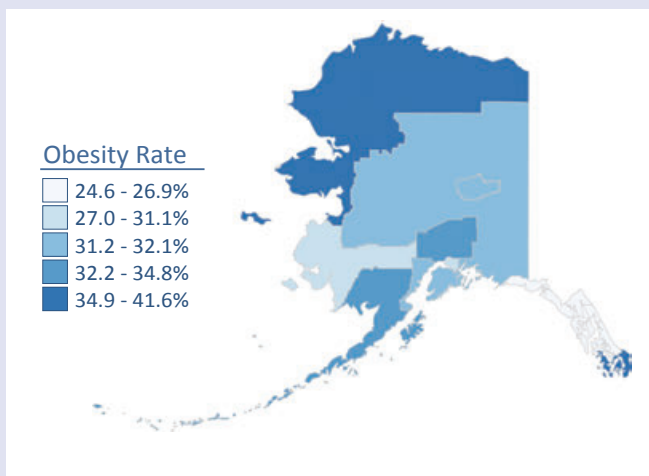 Obesity Rate
24.6 - 26.9%
27.0 - 31.1%
31.2 - 32.1%
32.2 - 34.8%
34.9 - 41.6%